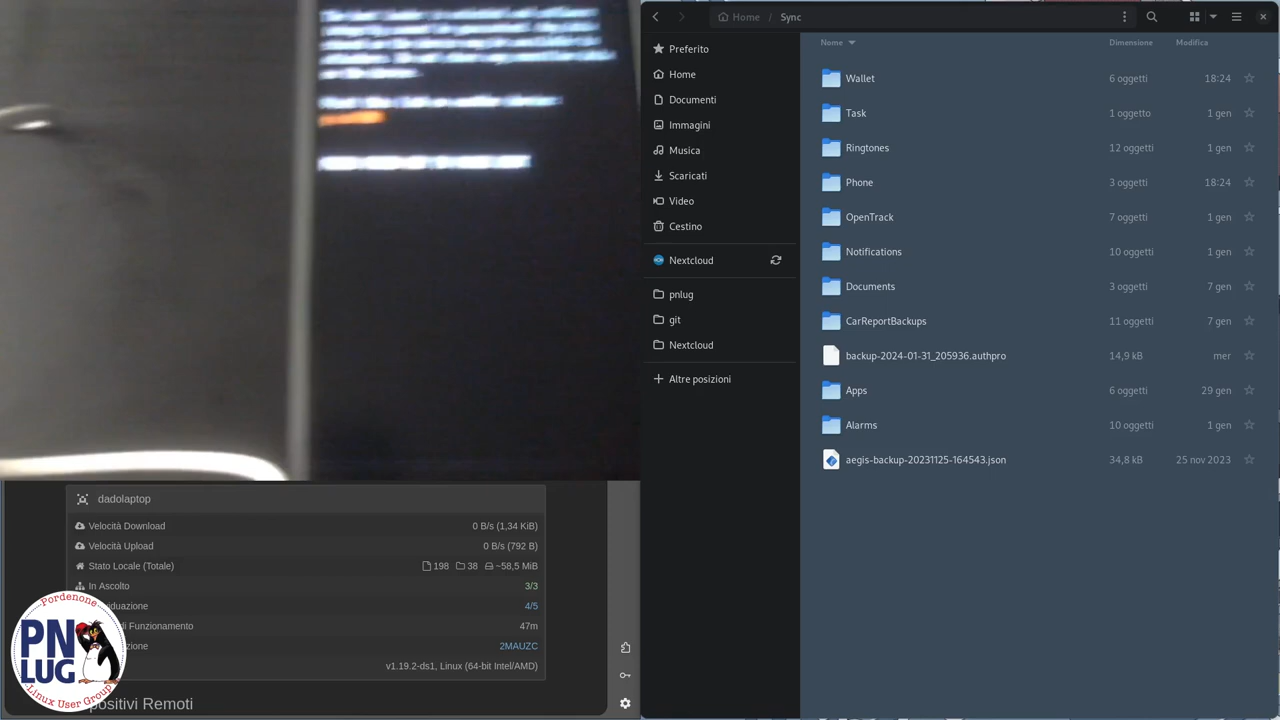 Home / Sync
Nome
Dimensione
Modifica
Preferito
Home
Documenti
Immagini
Musica
Scaricati
Video
Cestino
Nextcloud
pnlug
git
Nextcloud
Altre posizioni
Wallet 6 oggetti 18:24
Task 1 oggetto 1 gen
Ringtones 12 oggetti 1 gen
Phone 3 oggetti 18:24
OpenTrack 7 oggetti 1 gen
Notifications 10 oggetti 1 gen
Documents 3 oggetti 7 gen
CarReportBackups 11 oggetti 7 gen
backup-2024-01-31_205936.authpro 14,9 kB mer
Apps 6 oggetti 29 gen
Alarms 10 oggetti 1 gen
aegis-backup-20231125-164543.json 34,8 kB 25 nov 2023
dadolaptop
Velocità Download 0 B/s (1,34 KiB)
Velocità Upload 0 B/s (792 B)
Stato Locale (Totale) 198 38 ~58,5 MiB
In Ascolto 3/3
iduazione 4/5
di Funzionamento 47m
zione 2MAUZC
v1.19.2-ds1, Linux (64-bit Intel/AMD)
positivi Remoti
Pordenone
PN
LUG
Linux User Group